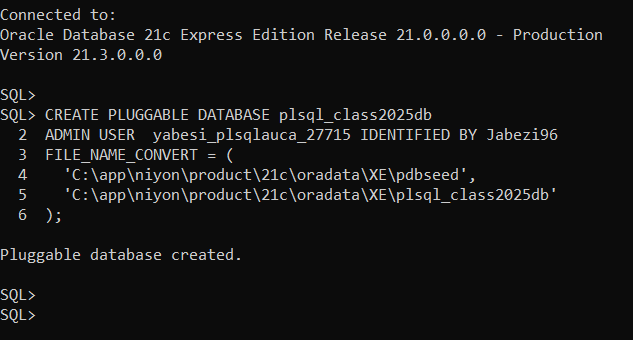 Connected to:
Oracle Database 21c Express Edition Release 21.0.0.0.0 - Production
Version 21.3.0.0.0
SQL>
SQL> CREATE PLUGGABLE DATABASE plsql_class2025db
  2  ADMIN USER  yabesi_plsqlauca_27715 IDENTIFIED BY Jabezi96
  3  FILE_NAME_CONVERT = (
  4    'C:\app\niyon\product\21c\oradata\XE\pdbseed',
  5    'C:\app\niyon\product\21c\oradata\XE\plsql_class2025db'
  6  );
Pluggable database created.
SQL>
SQL>